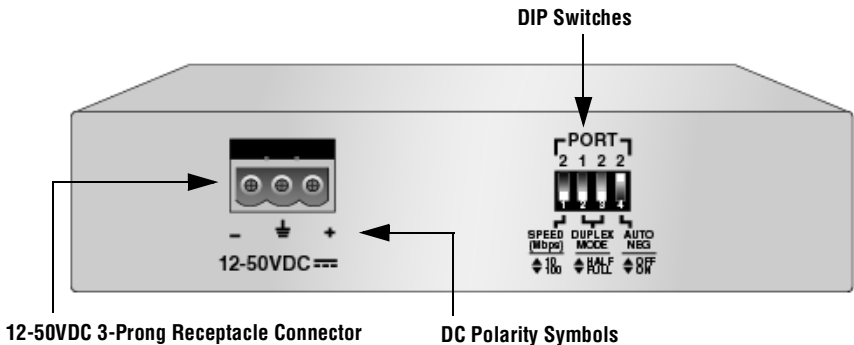 DIP Switches
PORT
2 1 2 2
1 2 3 4
SPEED DUPLEX AUTO
(Mbps) MODE NEG
10 HALF OFF
100 FULL ON
– ⏚ +
12-50VDC
12-50VDC 3-Prong Receptacle Connector
DC Polarity Symbols